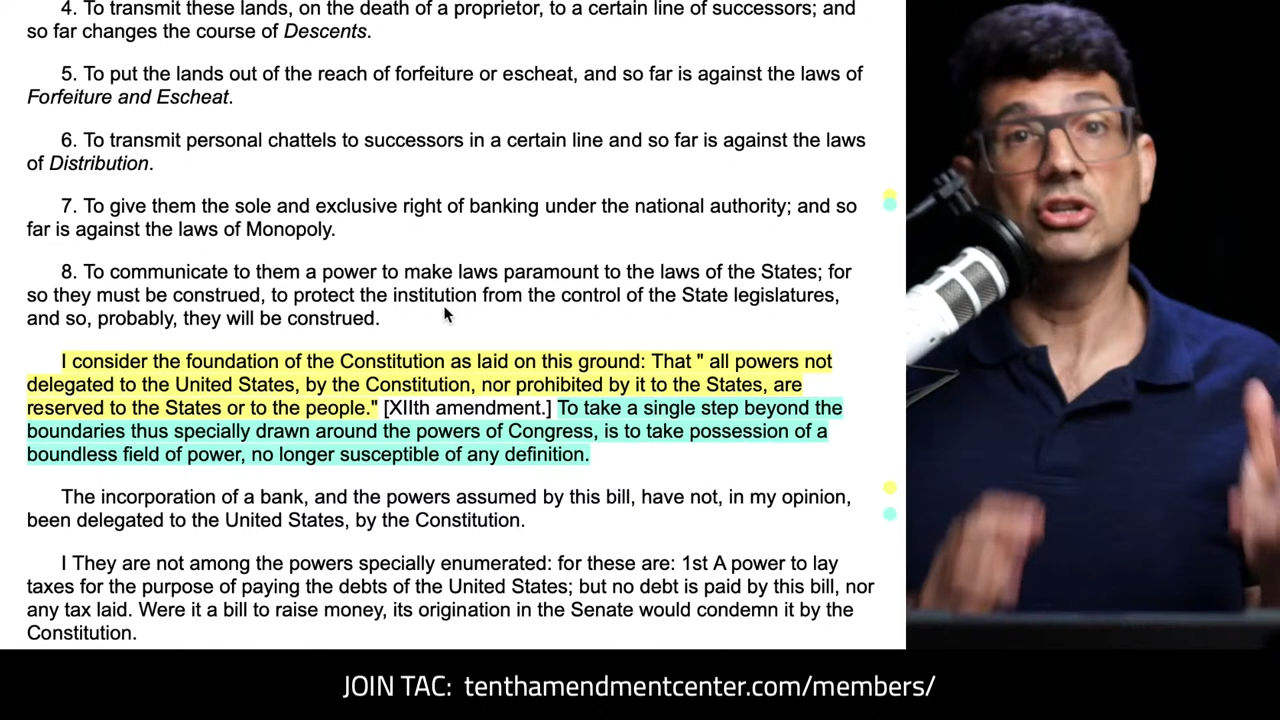 4. To transmit these lands, on the death of a proprietor, to a certain line of successors; and
so far changes the course of Descents.
5. To put the lands out of the reach of forfeiture or escheat, and so far is against the laws of
Forfeiture and Escheat.
6. To transmit personal chattels to successors in a certain line and so far is against the laws
of Distribution.
7. To give them the sole and exclusive right of banking under the national authority; and so
far is against the laws of Monopoly.
8. To communicate to them a power to make laws paramount to the laws of the States; for
so they must be construed, to protect the institution from the control of the State legislatures,
and so, probably, they will be construed.
I consider the foundation of the Constitution as laid on this ground: That " all powers not
delegated to the United States, by the Constitution, nor prohibited by it to the States, are
reserved to the States or to the people." [XIIth amendment.] To take a single step beyond the
boundaries thus specially drawn around the powers of Congress, is to take possession of a
boundless field of power, no longer susceptible of any definition.
The incorporation of a bank, and the powers assumed by this bill, have not, in my opinion,
been delegated to the United States, by the Constitution.
I They are not among the powers specially enumerated: for these are: 1st A power to lay
taxes for the purpose of paying the debts of the United States; but no debt is paid by this bill, nor
any tax laid. Were it a bill to raise money, its origination in the Senate would condemn it by the
Constitution.
JOIN TAC: tenthamendmentcenter.com/members/